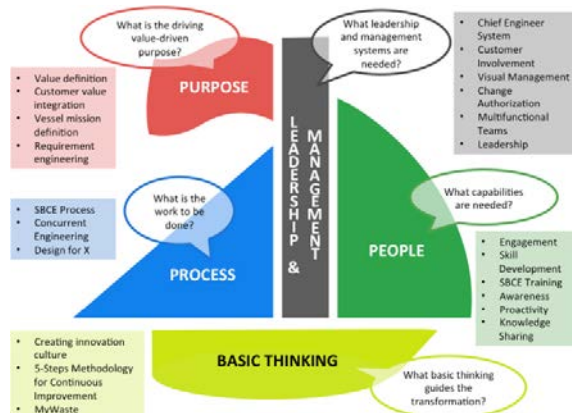 What is the driving
value-driven
purpose?
What leadership
and management
systems are
needed?
• Chief Engineer
System
• Customer
Involvement
• Visual Management
• Change
Authorization
• Multifunctional
Teams
• Leadership
• Value definition
• Customer value
integration
• Vessel mission
definition
• Requirement
engineering
PURPOSE
LEADERSHIP &
MANAGEMENT
What is the
work to be
done?
• SBCE Process
• Concurrent
Engineering
• Design for X
PROCESS
What capabilities
are needed?
PEOPLE
• Engagement
• Skill
Development
• SBCE Training
• Awareness
• Proactivity
• Knowledge
Sharing
• Creating innovation
culture
• 5-Steps Methodology
for Continuous
Improvement
• MyWaste
BASIC THINKING
What basic thinking
guides the
transformation?